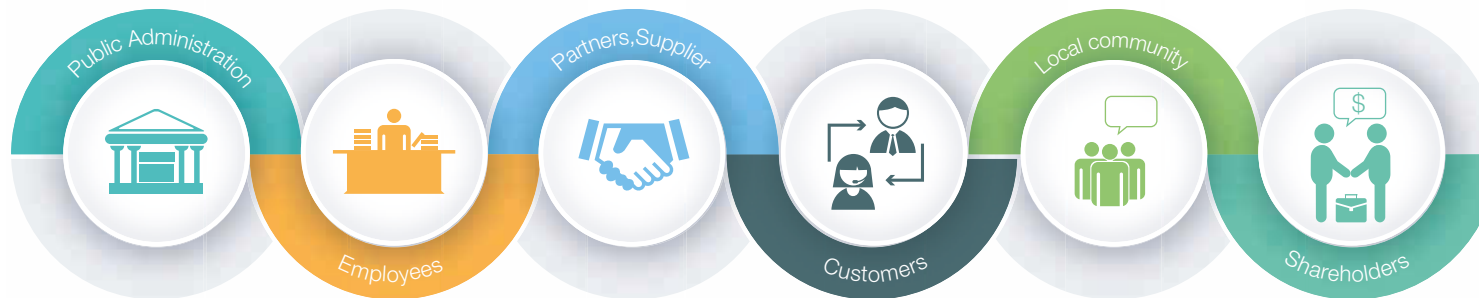 Public Administration
Employees
Partners,Supplier
Customers
Local community
$
Shareholders